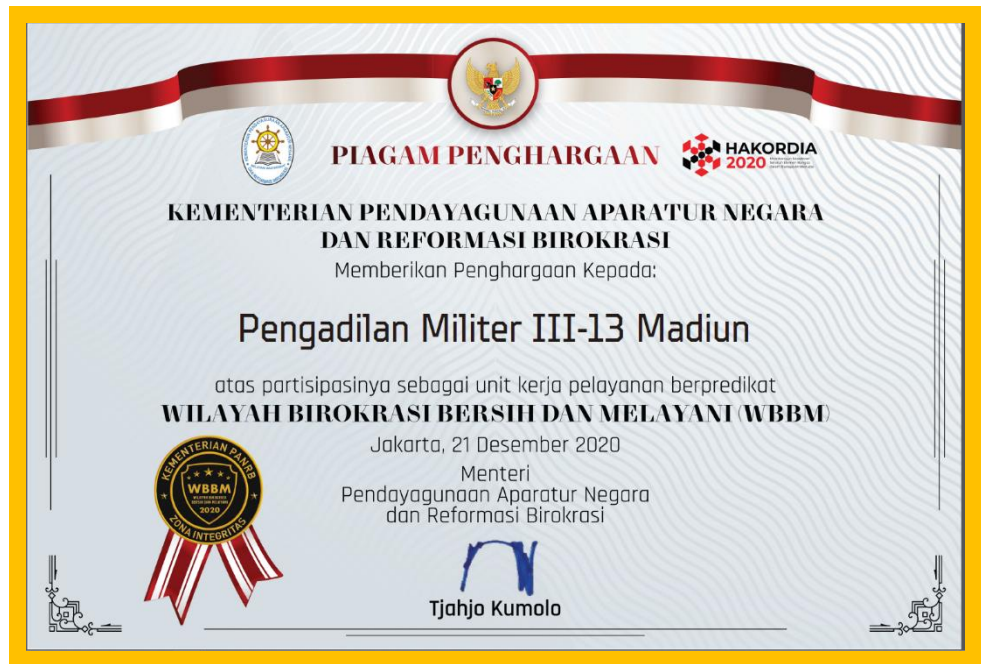 PIAGAM PENGHARGAAN
HAKORDIA
2020
KEMENTERIAN PENDAYAGUNAAN APARATUR NEGARA
DAN REFORMASI BIROKRASI
Memberikan Penghargaan Kepada:
Pengadilan Militer III-13 Madiun
atas partisipasinya sebagai unit kerja pelayanan berpredikat
WILAYAH BIROKRASI BERSIH DAN MELAYANI (WBBM)
Jakarta, 21 Desember 2020
Menteri
Pendayagunaan Aparatur Negara
dan Reformasi Birokrasi
Tjahjo Kumolo
KEMENTERIAN PANRB
WBBM
2020
ZONA INTEGRITAS